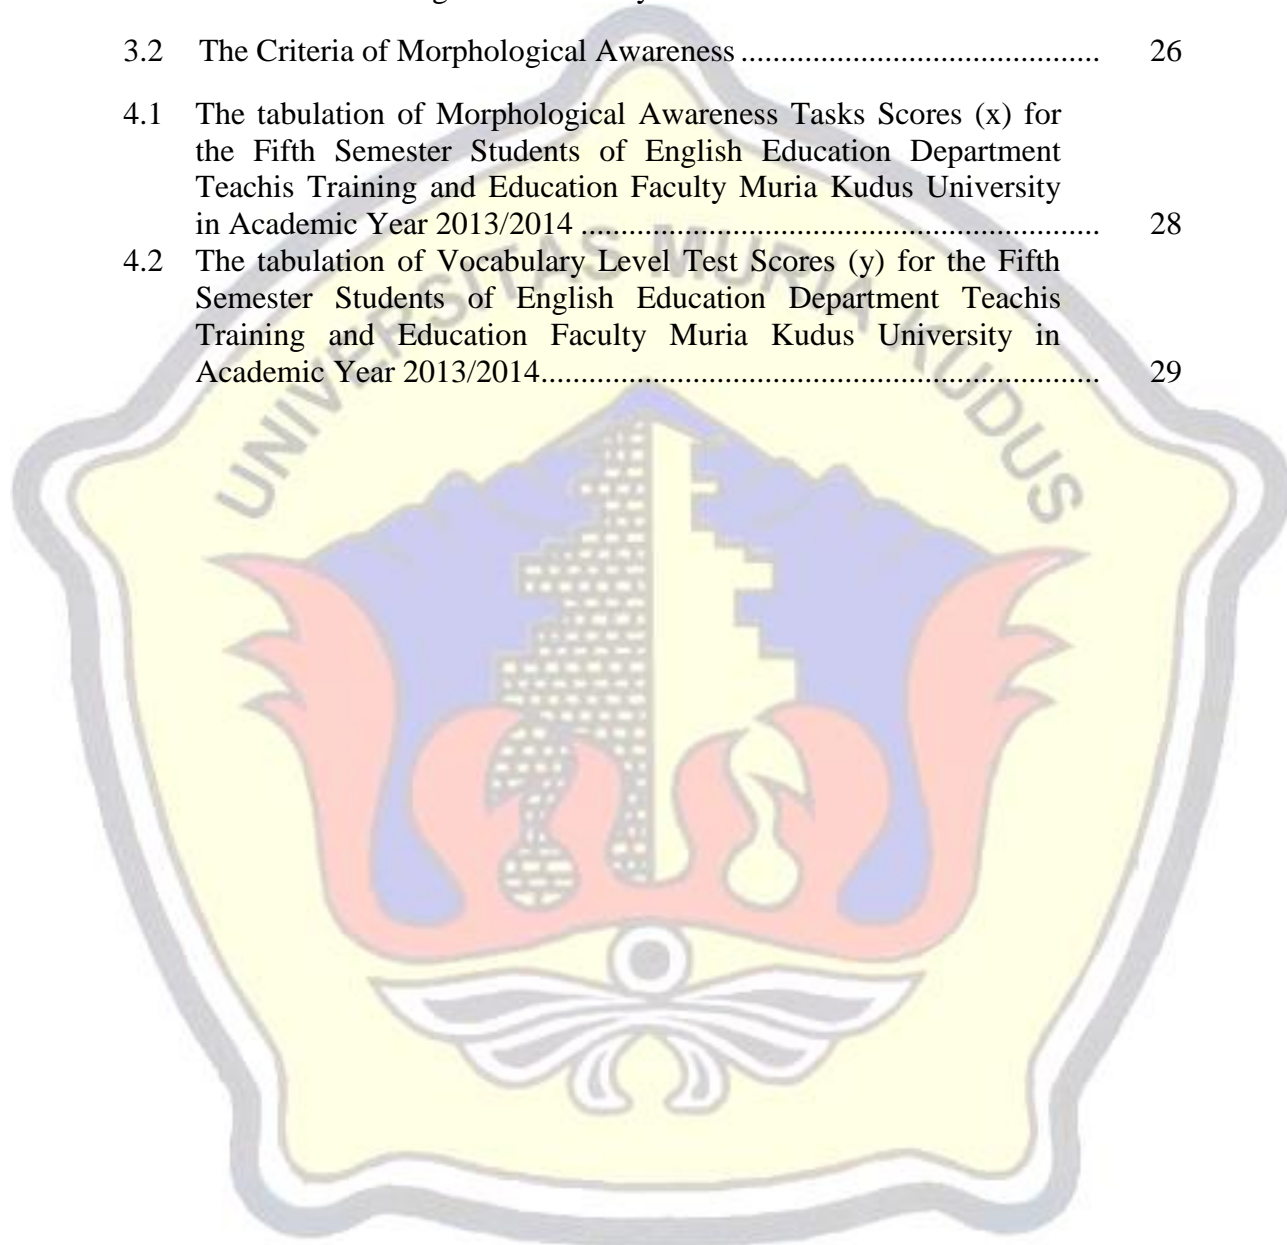 3.2 The Criteria of Morphological Awareness ............................................. 26
4.1 The tabulation of Morphological Awareness Tasks Scores (x) for
the Fifth Semester Students of English Education Department
Teachis Training and Education Faculty Muria Kudus University
in Academic Year 2013/2014 ................................................................. 28
4.2 The tabulation of Vocabulary Level Test Scores (y) for the Fifth
Semester Students of English Education Department Teachis
Training and Education Faculty Muria Kudus University in
Academic Year 2013/2014...................................................................... 29
UNIVERSITAS MURIA KUDUS